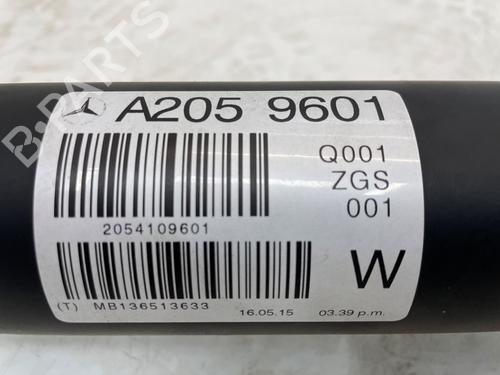 A205 9601
Q001
ZGS
001
2054109601
W
(T) MB136513633 16.05.15 03.39 p.m.
B-PARTS